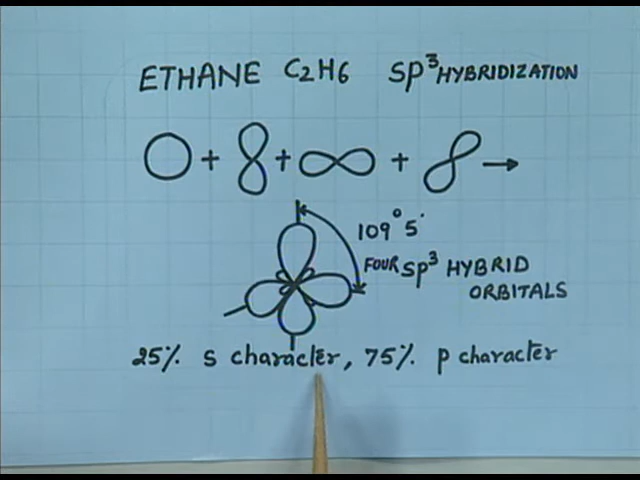 ETHANE C2H6 SP³ HYBRIDIZATION
+ + + →
109° 5'
FOUR SP³ HYBRID
ORBITALS
25% s character, 75% p character